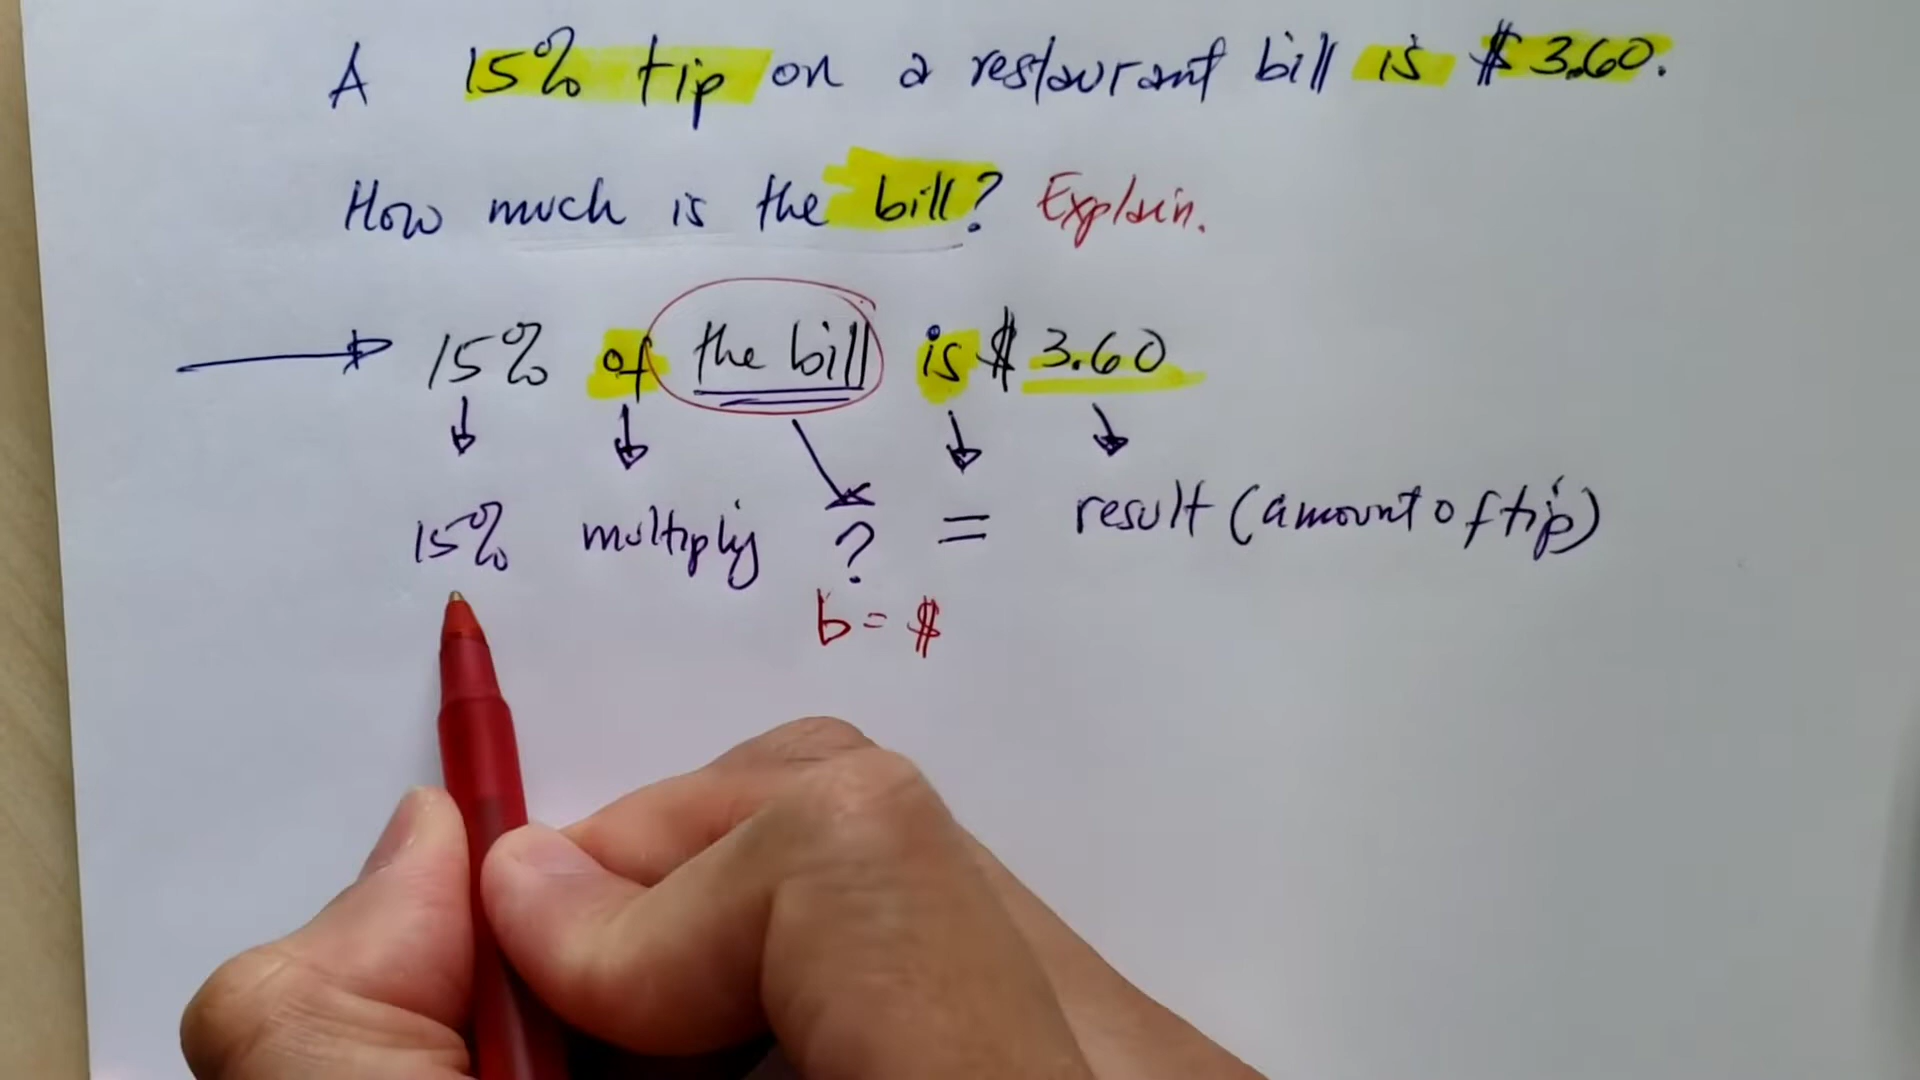 A 15% tip on a restaurant bill is $3.60.
How much is the bill? Explain.
15% of the bill is $3.60
15% multiply ? = result (amount of tip)
b = $